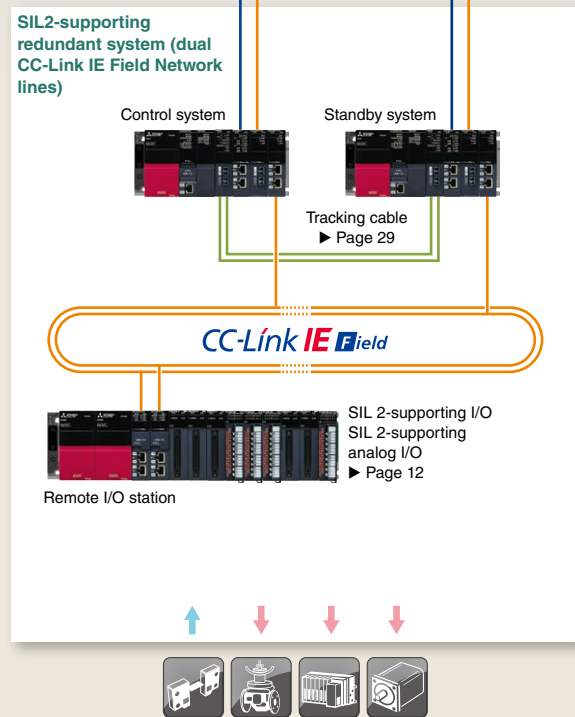 SIL2-supporting
redundant system (dual
CC-Link IE Field Network
lines)
Control system
Standby system
Tracking cable
▶ Page 29
CC-Link IE Field
SIL 2-supporting I/O
SIL 2-supporting
analog I/O
▶ Page 12
Remote I/O station